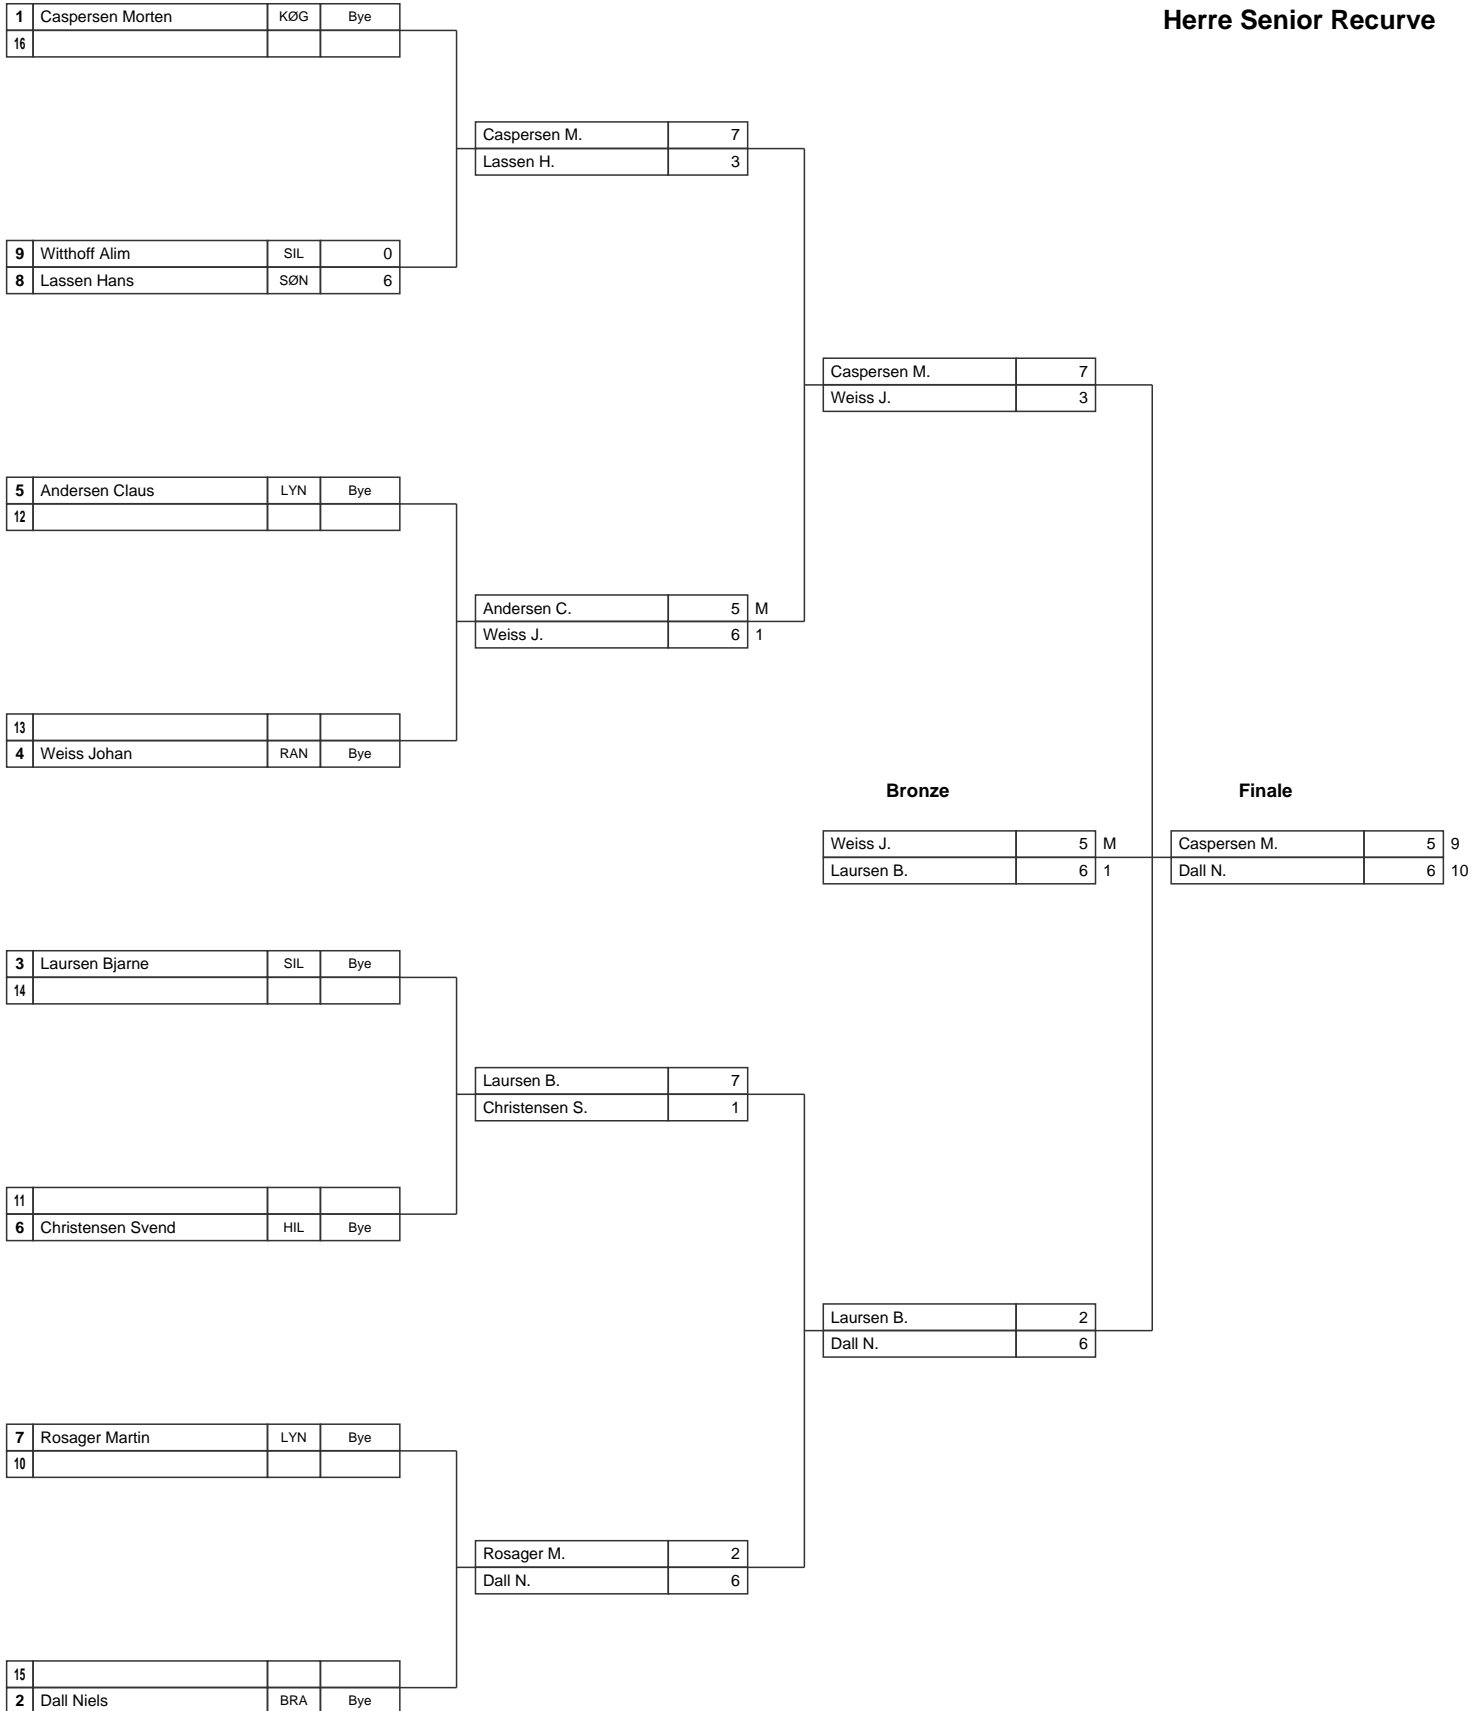 Herre Senior Recurve
1 Caspersen Morten KØG Bye
16
Caspersen M. 7
Lassen H. 3
9 Witthoff Alim SIL 0
8 Lassen Hans SØN 6
Caspersen M. 7
Weiss J. 3
5 Andersen Claus LYN Bye
12
Andersen C. 5 M
Weiss J. 6 1
13
4 Weiss Johan RAN Bye
Bronze Finale
Weiss J. 5 M Caspersen M. 5 9
Laursen B. 6 1 Dall N. 6 10
3 Laursen Bjarne SIL Bye
14
Laursen B. 7
Christensen S. 1
11
6 Christensen Svend HIL Bye
Laursen B. 2
Dall N. 6
7 Rosager Martin LYN Bye
10
Rosager M. 2
Dall N. 6
15
2 Dall Niels BRA Bye